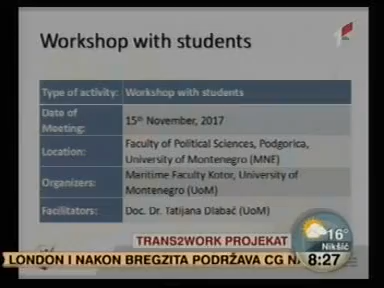 Workshop with students
Type of activity: Workshop with students
Date of Meeting: 15th November, 2017
Location: Faculty of Political Sciences, Podgorica, University of Montenegro (MNE)
Organizers: Maritime Faculty Kotor, University of Montenegro (UoM)
Facilitators: Doc. Dr. Tatijana Dlabač (UoM)
TRANS2WORK PROJEKAT
16°
Nikšić
LONDON I NAKON BREGZITA PODRŽAVA CG
8:27